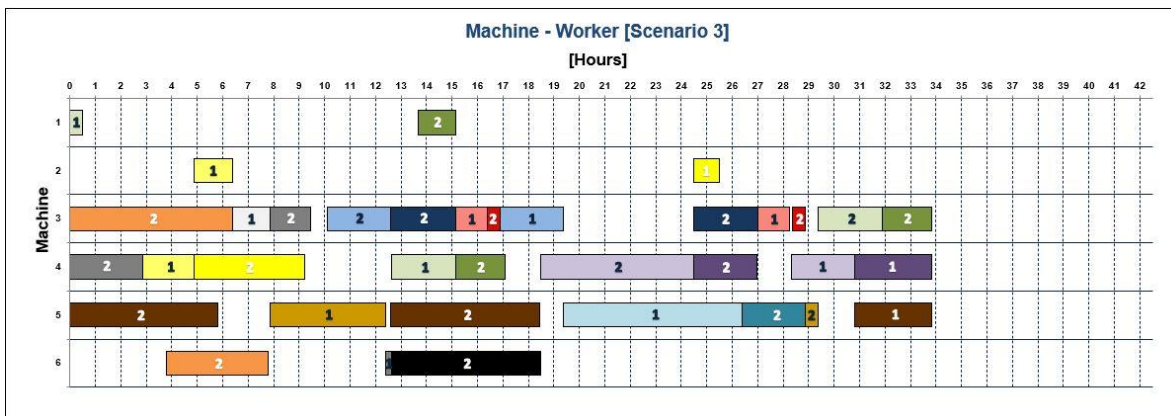 Machine - Worker [Scenario 3]
[Hours]
0 1 2 3 4 5 6 7 8 9 10 11 12 13 14 15 16 17 18 19 20 21 22 23 24 25 26 27 28 29 30 31 32 33 34 35 36 37 38 39 40 41 42
Machine
1 1 2
2 1 1
3 2 1 2 2 2 1 2 1 2 1 2 2 2
4 2 1 2 1 2 2 2 1 1
5 2 1 2 1 2 2 1
6 2 1 2